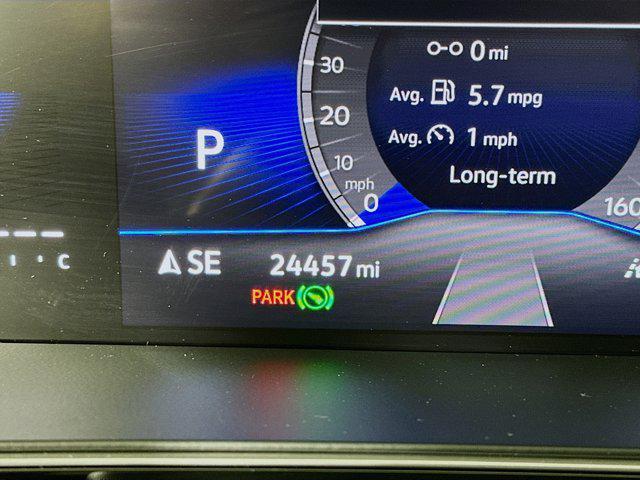 0 mi
30
Avg. 5.7 mpg
20
Avg. 1 mph
10
Long-term
mph
0
160
P
C
SE 24457 mi
PARK